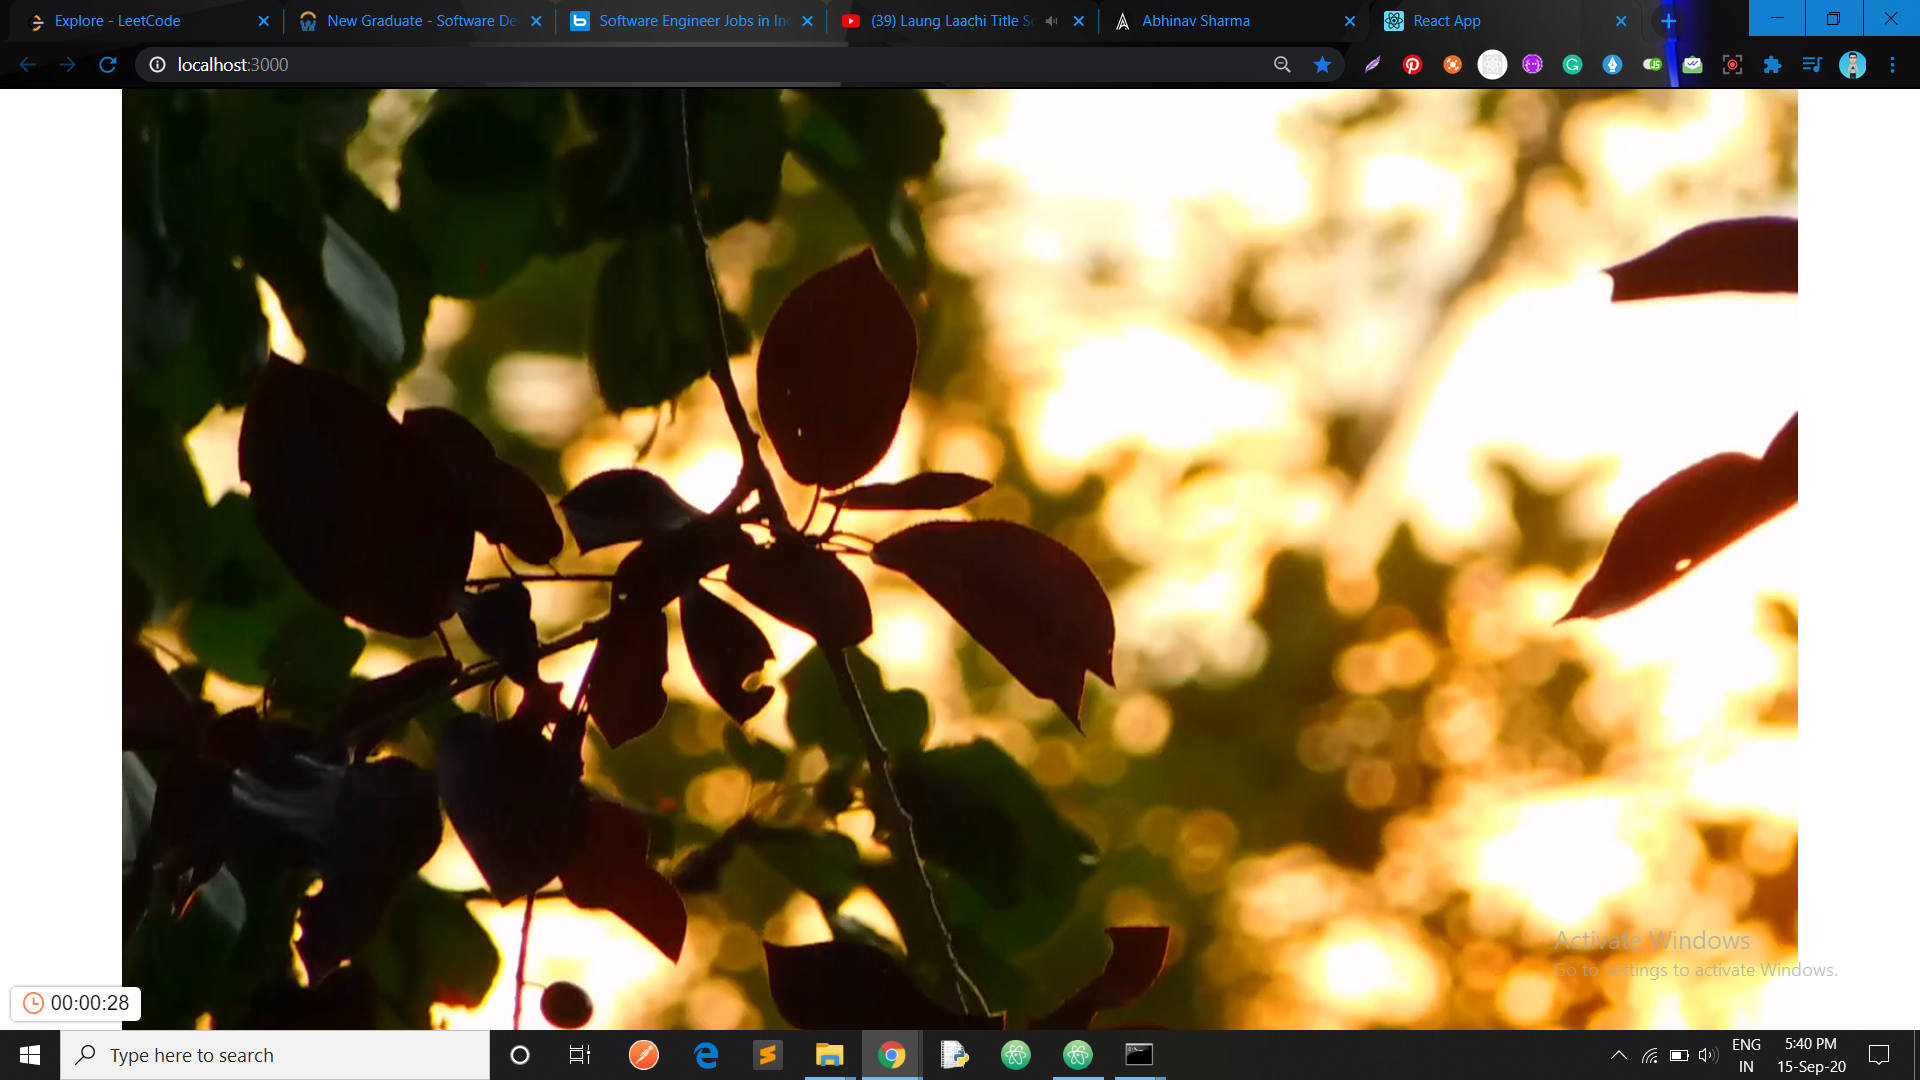 Explore - LeetCode
New Graduate - Software De
Software Engineer Jobs in In
(39) Laung Laachi Title S
Abhinav Sharma
React App
localhost:3000
Activate Windows
Go to Settings to activate Windows.
00:00:28
Type here to search
ENG
IN
5:40 PM
15-Sep-20